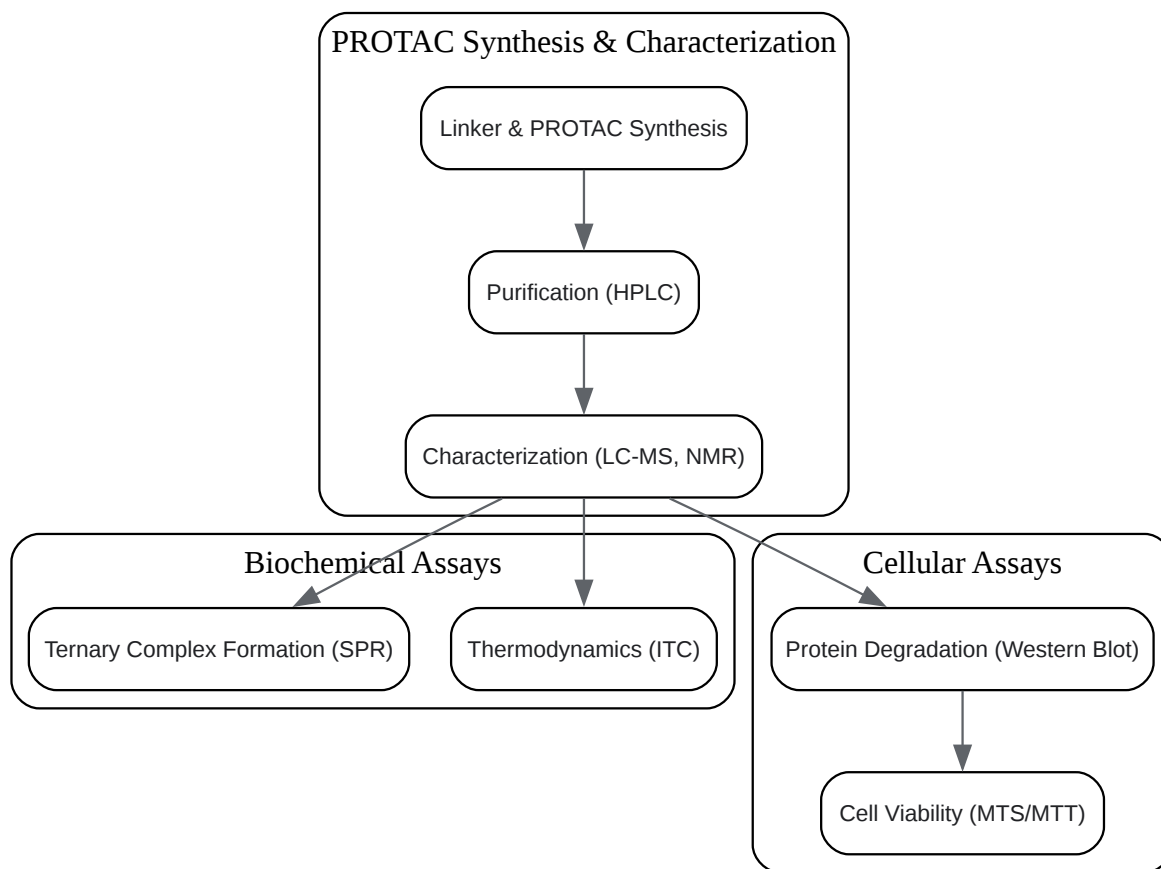 PROTAC Synthesis & Characterization
Linker & PROTAC Synthesis
Purification (HPLC)
Characterization (LC-MS, NMR)
Biochemical Assays
Ternary Complex Formation (SPR)
Thermodynamics (ITC)
Cellular Assays
Protein Degradation (Western Blot)
Cell Viability (MTS/MTT)